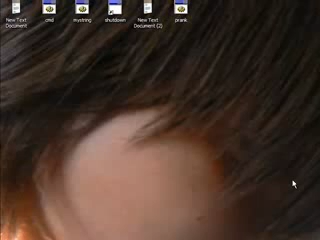 New Text Document
cmd
mystring
shutdown
New Text Document (2)
prank